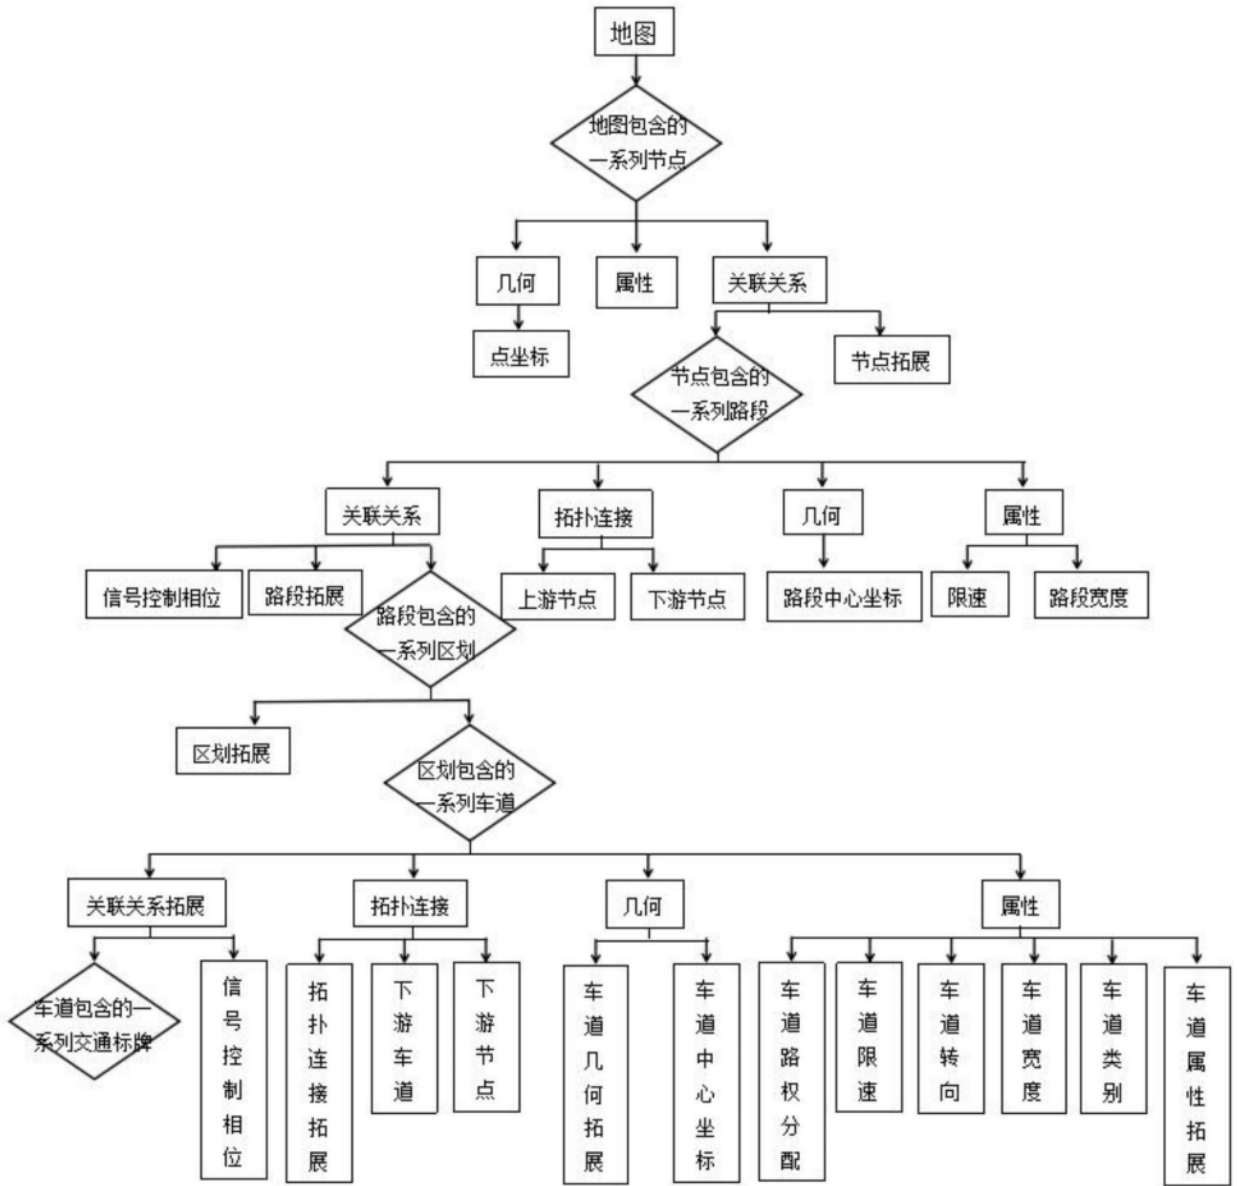 地图
地图包含的
一系列节点
几何
属性
关联关系
点坐标
节点包含的
一系列路段
节点拓展
关联关系
拓扑连接
几何
属性
信号控制相位
路段拓展
路段包含的
一系列区划
上游节点
下游节点
路段中心坐标
限速
路段宽度
区划拓展
区划包含的
一系列车道
关联关系拓展
拓扑连接
几何
属性
车道包含的一
系列交通标牌
信号控制相位
拓扑连接拓展
下游车道
下游节点
车道几何拓展
车道中心坐标
车道路权分配
车道限速
车道转向
车道宽度
车道类别
车道属性拓展